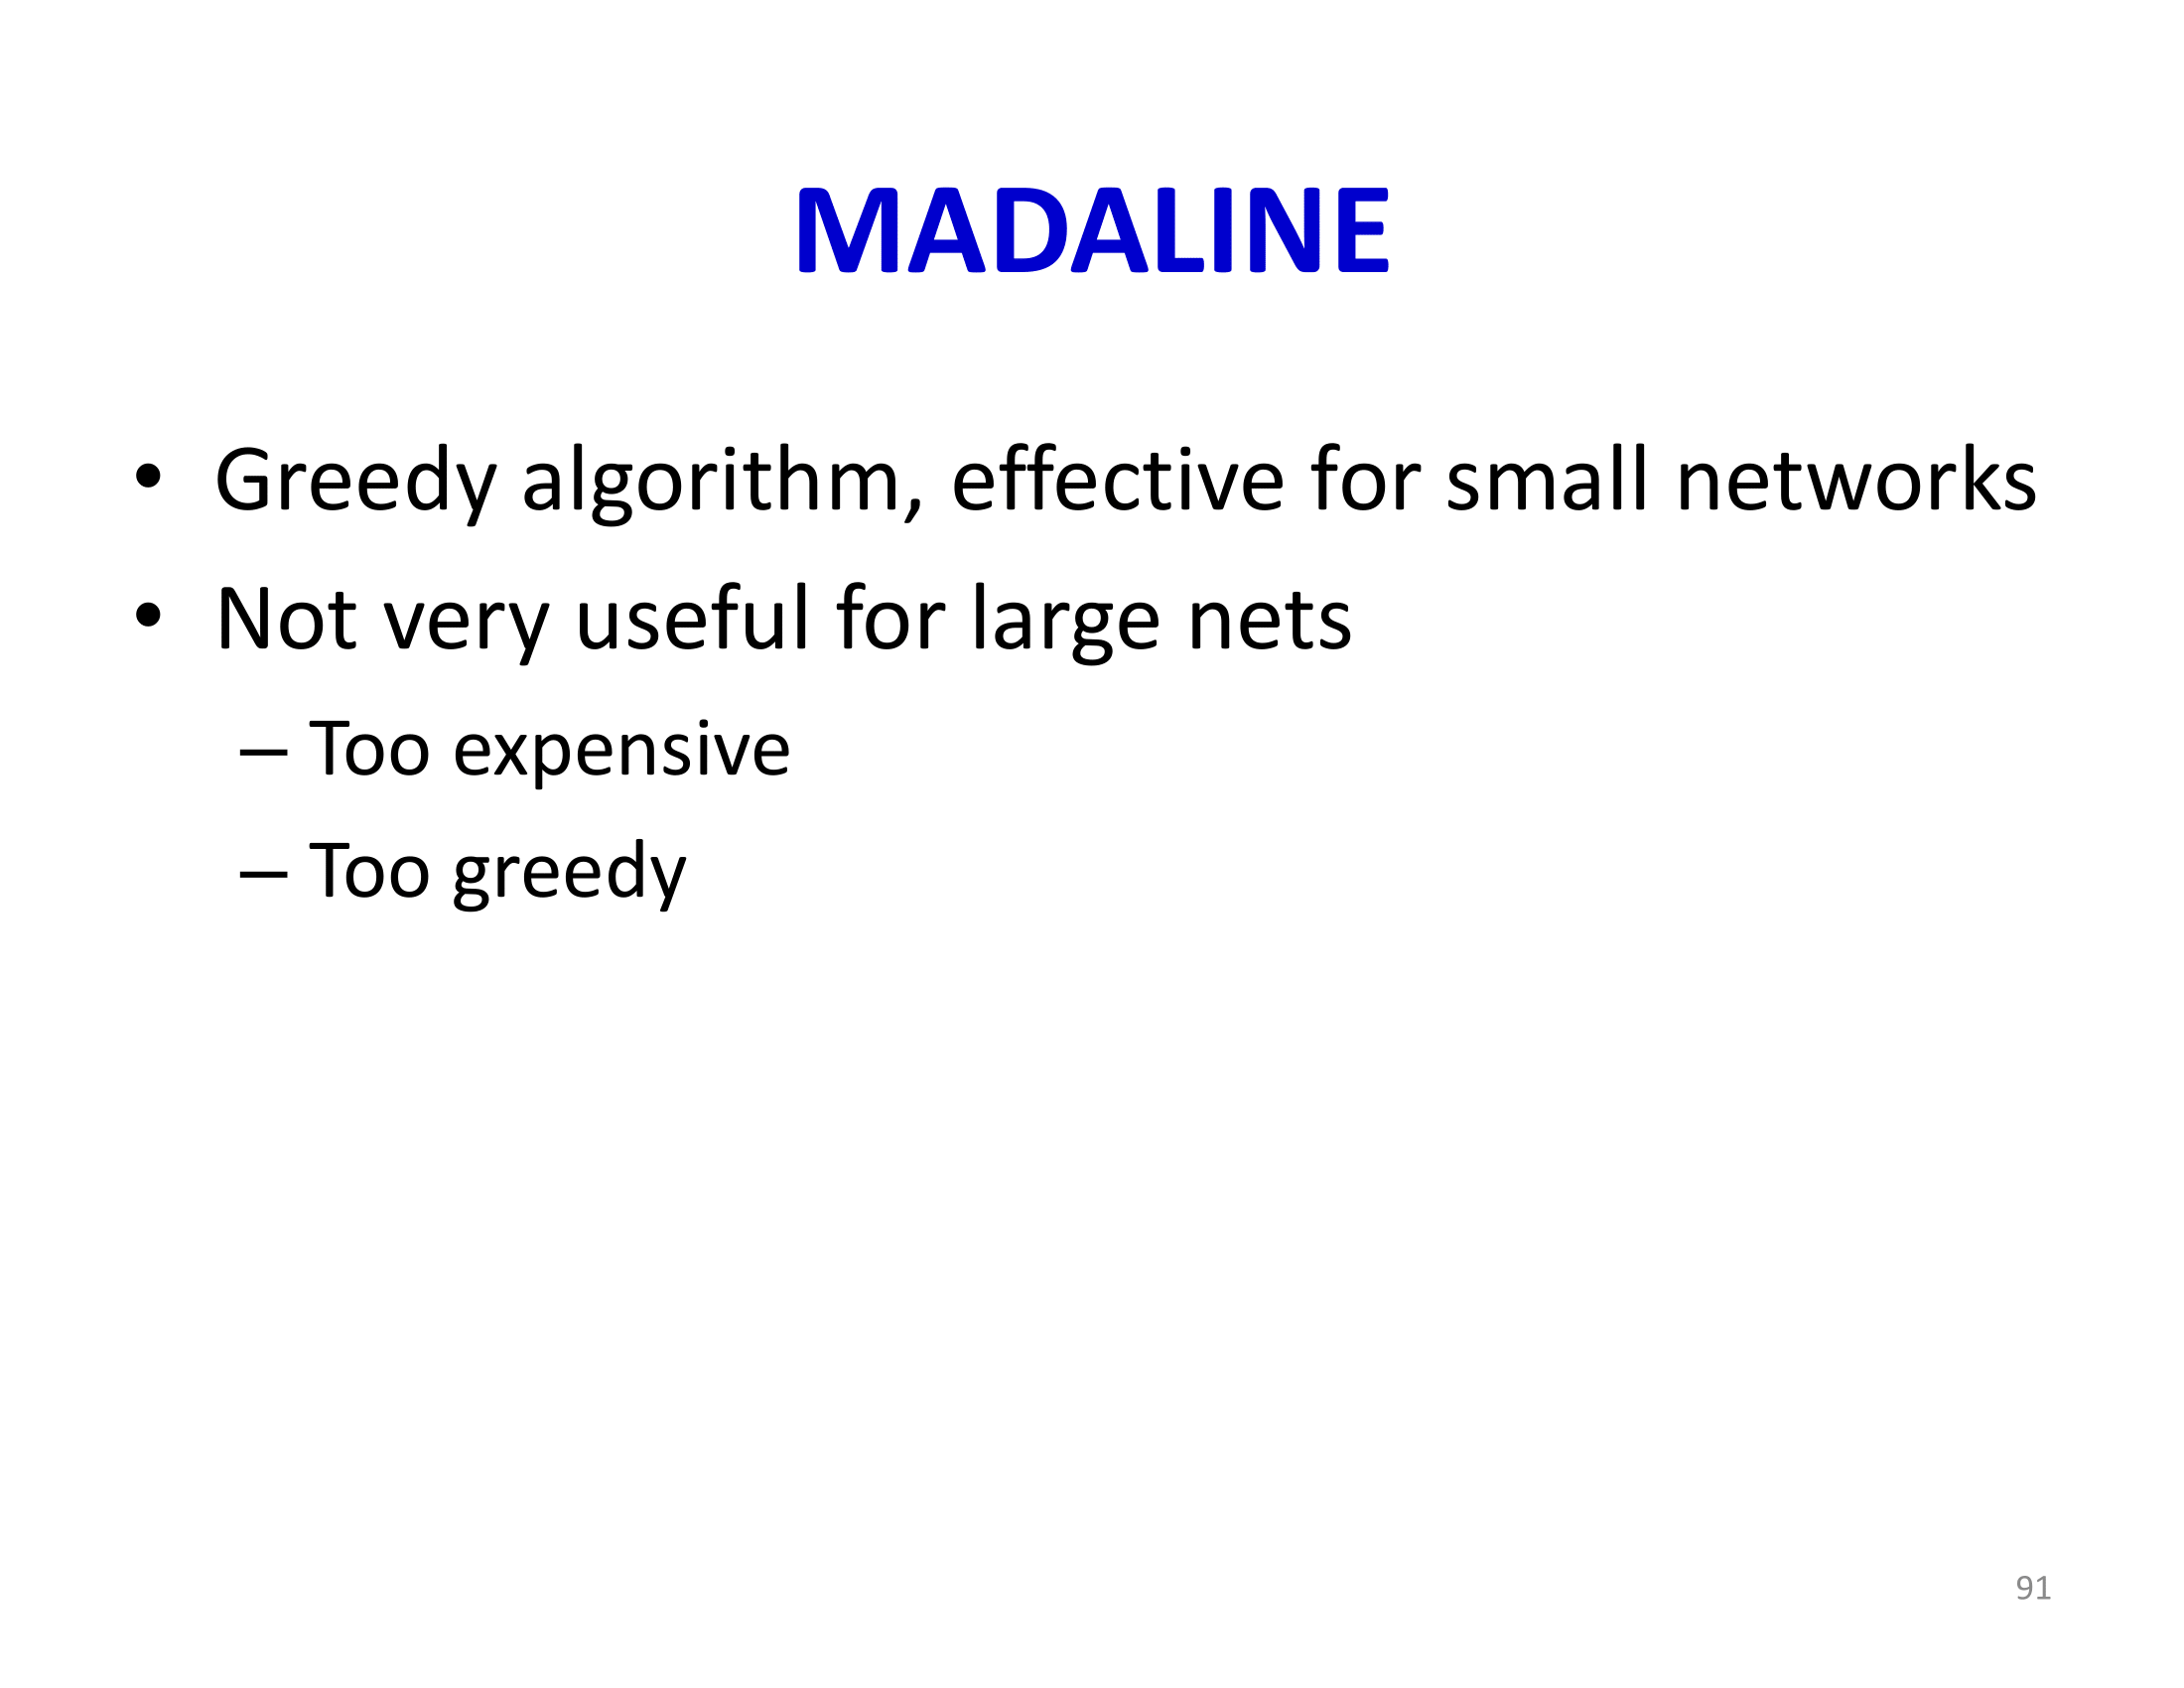 MADALINE
• Greedy algorithm, effective for small networks
• Not very useful for large nets
– Too expensive
– Too greedy
91